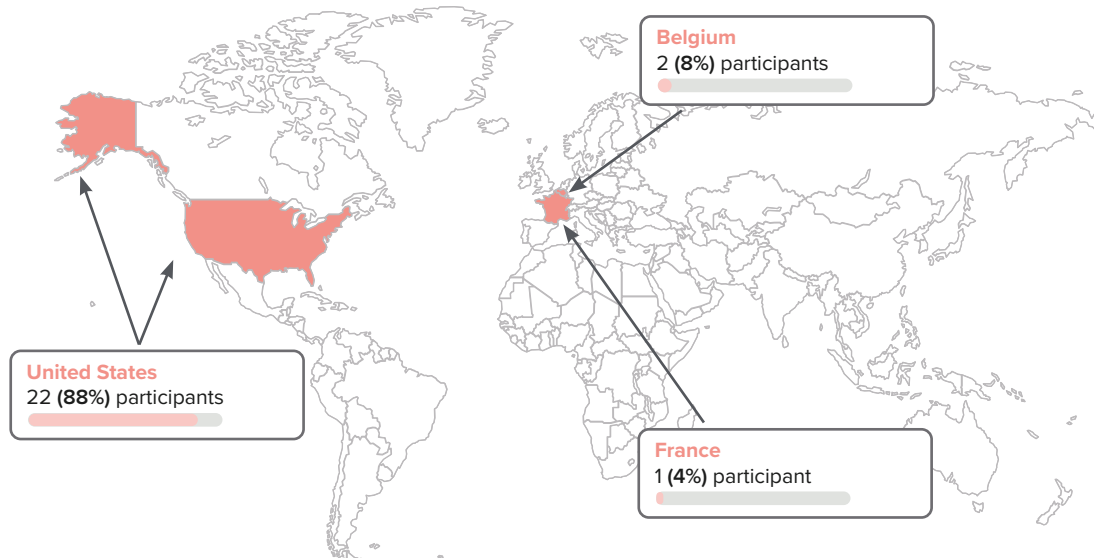 Belgium
2 (8%) participants
United States
22 (88%) participants
France
1 (4%) participant